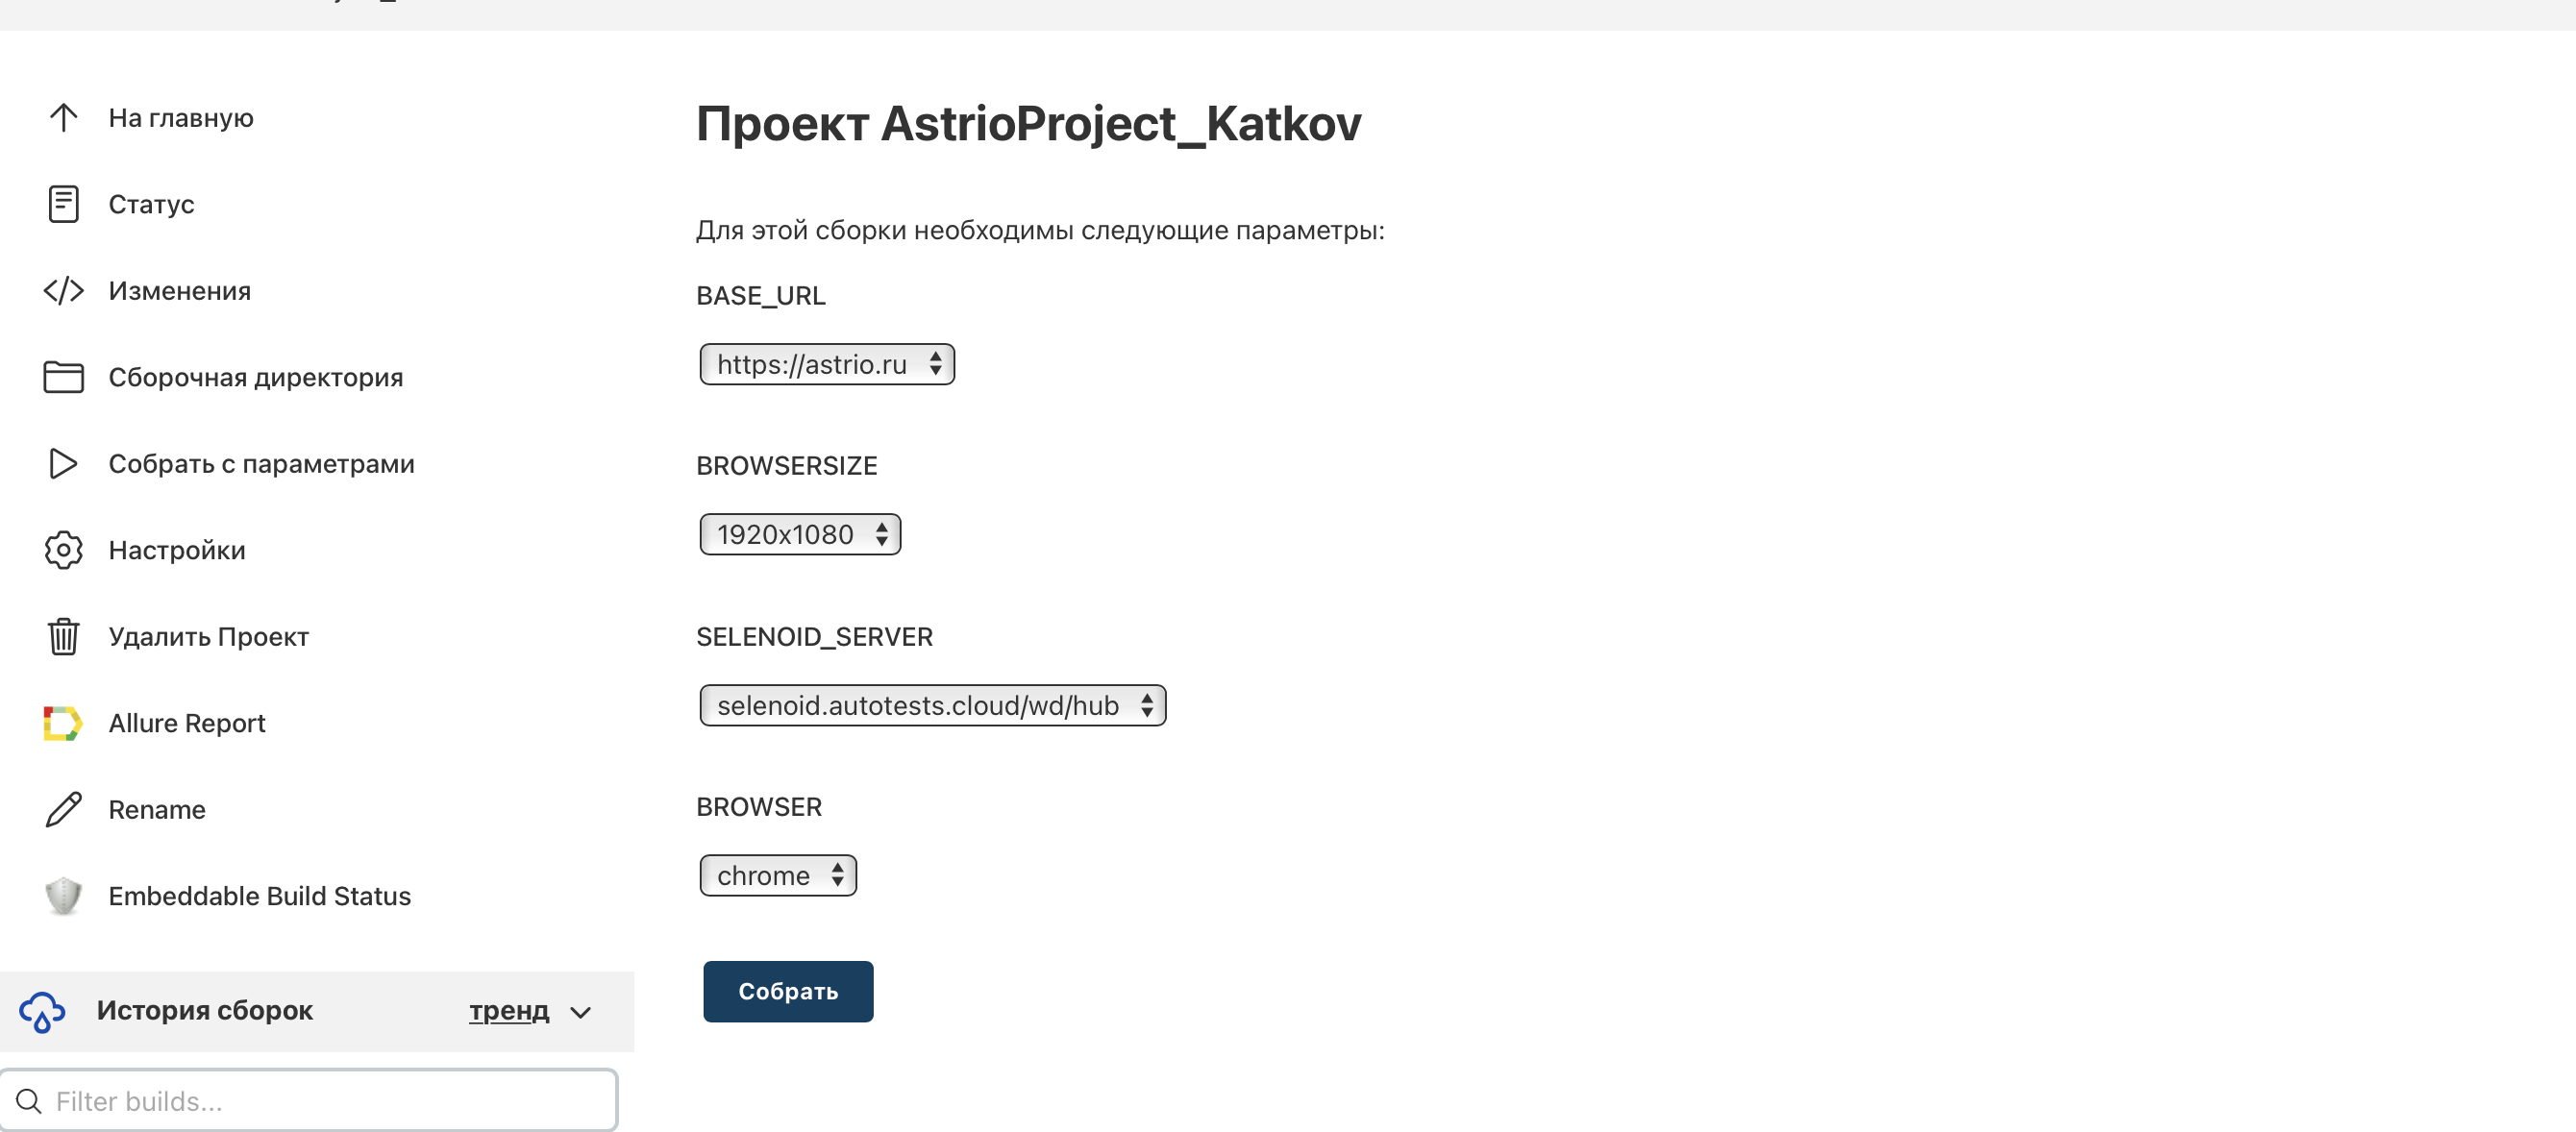 На главную
Статус
Изменения
Сборочная директория
Собрать с параметрами
Настройки
Удалить Проект
Allure Report
Rename
Embeddable Build Status
История сборок
тренд
Filter builds...
Проект AstrioProject_Katkov
Для этой сборки необходимы следующие параметры:
BASE_URL
https://astrio.ru
BROWSERSIZE
1920x1080
SELENOID_SERVER
selenoid.autotests.cloud/wd/hub
BROWSER
chrome
Собрать